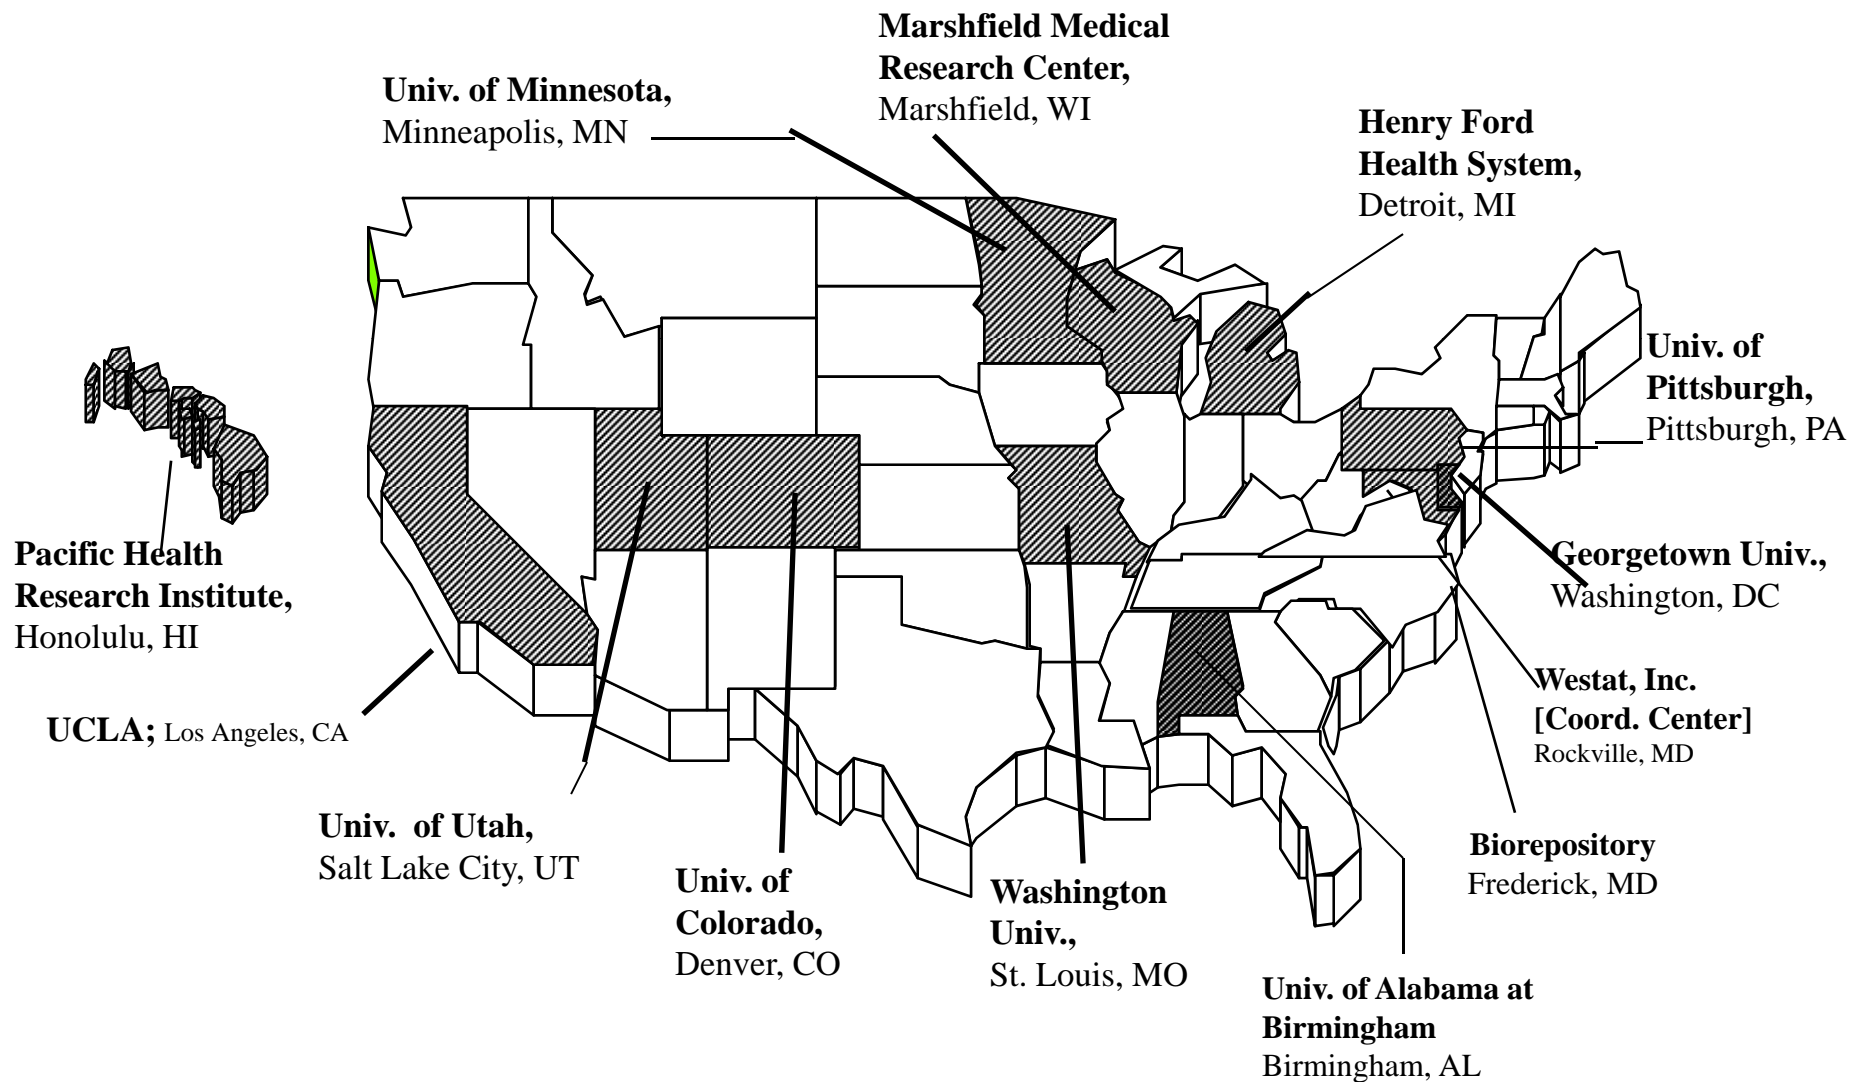 Marshfield Medical
Research Center,
Marshfield, WI
Univ. of Minnesota,
Minneapolis, MN
Henry Ford
Health System,
Detroit, MI
Univ. of
Pittsburgh,
Pittsburgh, PA
Pacific Health
Research Institute,
Honolulu, HI
Georgetown Univ.,
Washington, DC
UCLA; Los Angeles, CA
Westat, Inc.
[Coord. Center]
Rockville, MD
Univ.  of Utah,
Salt Lake City, UT
Univ. of
Colorado,
Denver, CO
Washington
Univ.,
St. Louis, MO
Biorepository
Frederick, MD
Univ. of Alabama at
Birmingham
Birmingham, AL